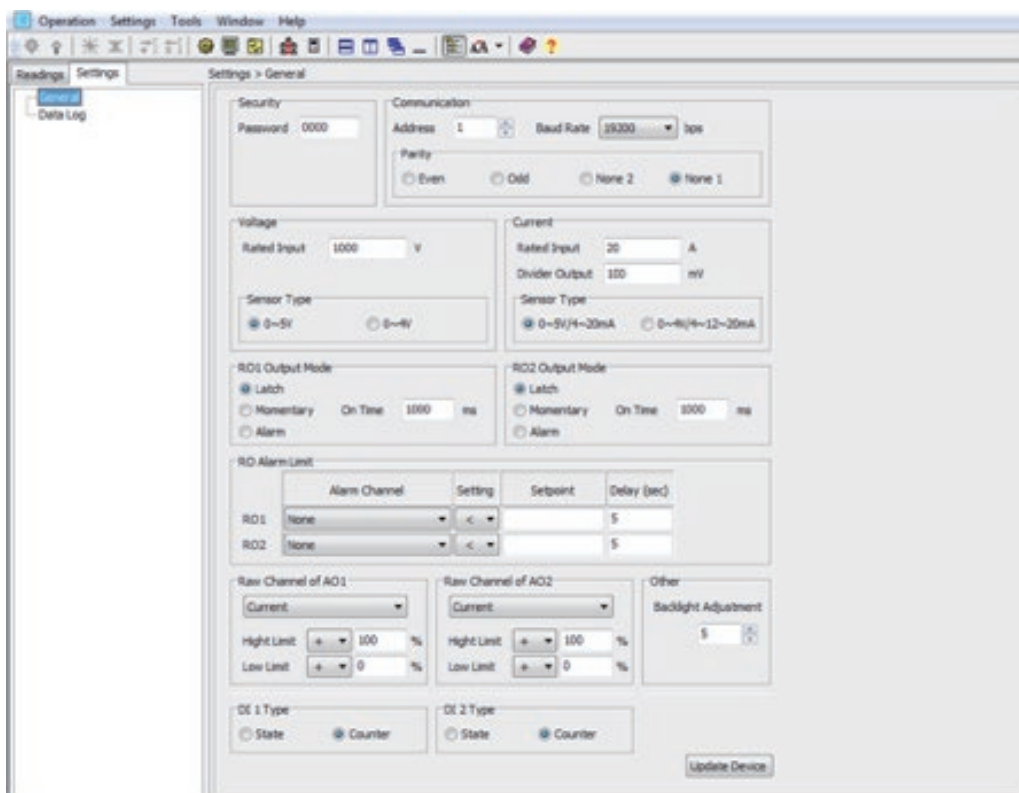 Operation Settings Tools Window Help
Readings Settings
General
Data Log
Settings > General
Security
Password 0000
Communication
Address 1 Baud Rate 19200 bps
Parity
Even Odd None 2 None 1
Voltage
Rated Input 1000 V
Sensor Type
0~5V 0~4V
Current
Rated Input 20 A
Divider Output 100 mV
Sensor Type
0~5V/4~20mA 0~4V/4~12~20mA
RO1 Output Mode
Latch
Momentary On Time 1000 ms
Alarm
RO2 Output Mode
Latch
Momentary On Time 1000 ms
Alarm
RO Alarm Limit
Alarm Channel Setting Setpoint Delay (sec)
RO1 None < 5
RO2 None < 5
Raw Channel of AO1
Current
Hight Limit + 100 %
Low Limit + 0 %
Raw Channel of AO2
Current
Hight Limit + 100 %
Low Limit + 0 %
Other
Backlight Adjustment
5
DI 1 Type
State Counter
DI 2 Type
State Counter
Update Device